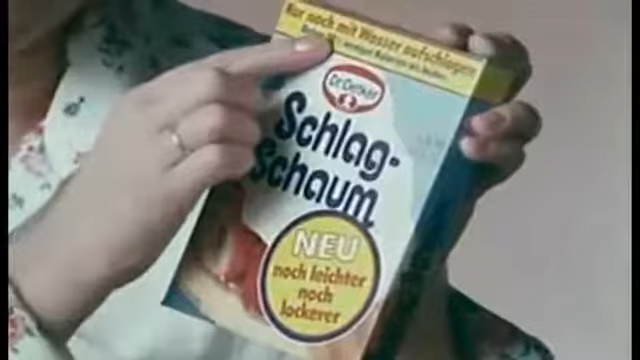 Nur noch mit Wasser aufschlagen
Dr. Oetker
Schlag-
Schaum
NEU
noch leichter
noch
lockerer